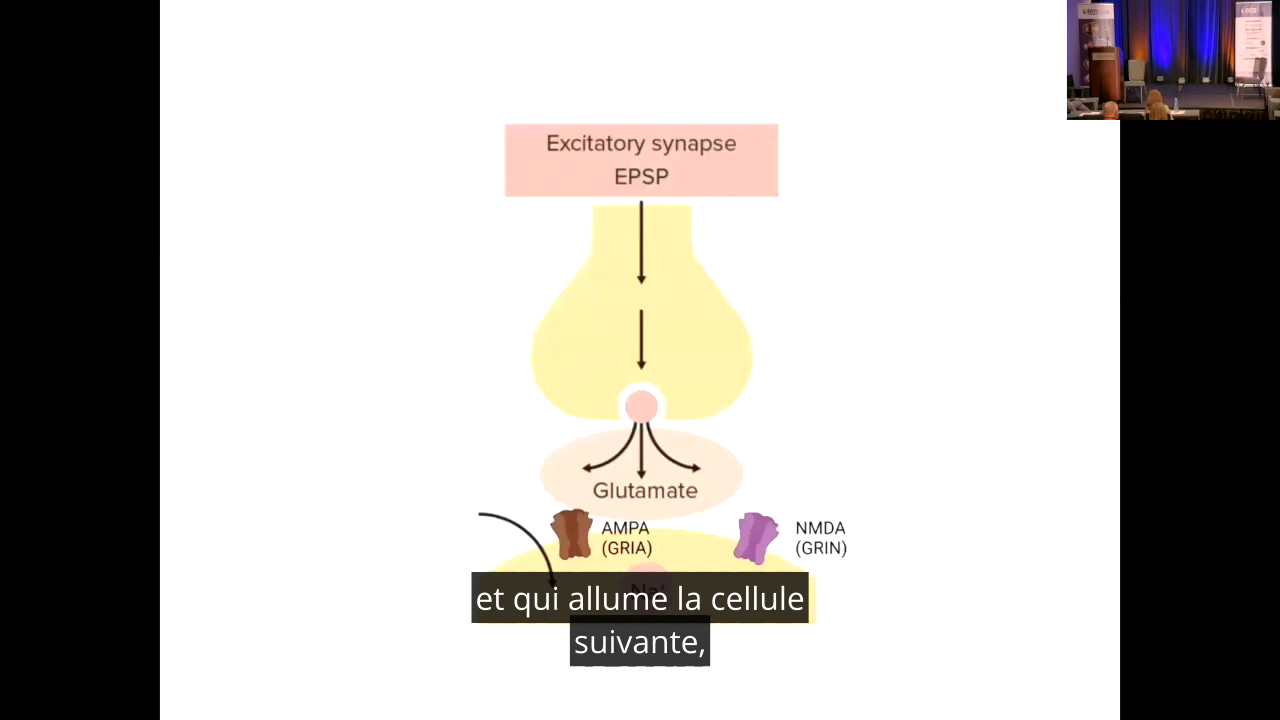 Excitatory synapse
EPSP
Glutamate
AMPA
(GRIA)
NMDA
(GRIN)
et qui allume la cellule
suivante,